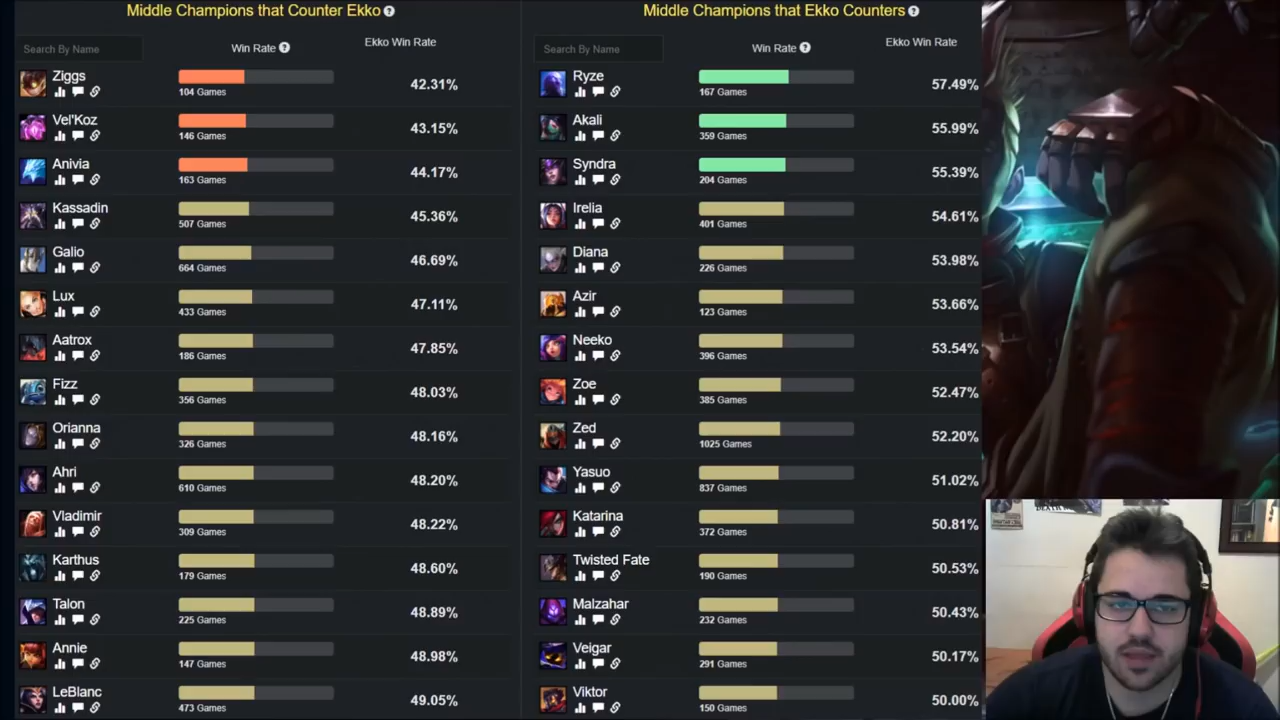 Middle Champions that Counter Ekko
Search By Name
Win Rate
Ekko Win Rate
Ziggs
104 Games
42.31%
Vel'Koz
146 Games
43.15%
Anivia
163 Games
44.17%
Kassadin
507 Games
45.36%
Galio
664 Games
46.69%
Lux
433 Games
47.11%
Aatrox
186 Games
47.85%
Fizz
356 Games
48.03%
Orianna
326 Games
48.16%
Ahri
610 Games
48.20%
Vladimir
309 Games
48.22%
Karthus
179 Games
48.60%
Talon
225 Games
48.89%
Annie
147 Games
48.98%
LeBlanc
473 Games
49.05%
Middle Champions that Ekko Counters
Search By Name
Win Rate
Ekko Win Rate
Ryze
167 Games
57.49%
Akali
359 Games
55.99%
Syndra
204 Games
55.39%
Irelia
401 Games
54.61%
Diana
226 Games
53.98%
Azir
123 Games
53.66%
Neeko
396 Games
53.54%
Zoe
385 Games
52.47%
Zed
1025 Games
52.20%
Yasuo
837 Games
51.02%
Katarina
372 Games
50.81%
Twisted Fate
190 Games
50.53%
Malzahar
232 Games
50.43%
Veigar
291 Games
50.17%
Viktor
150 Games
50.00%